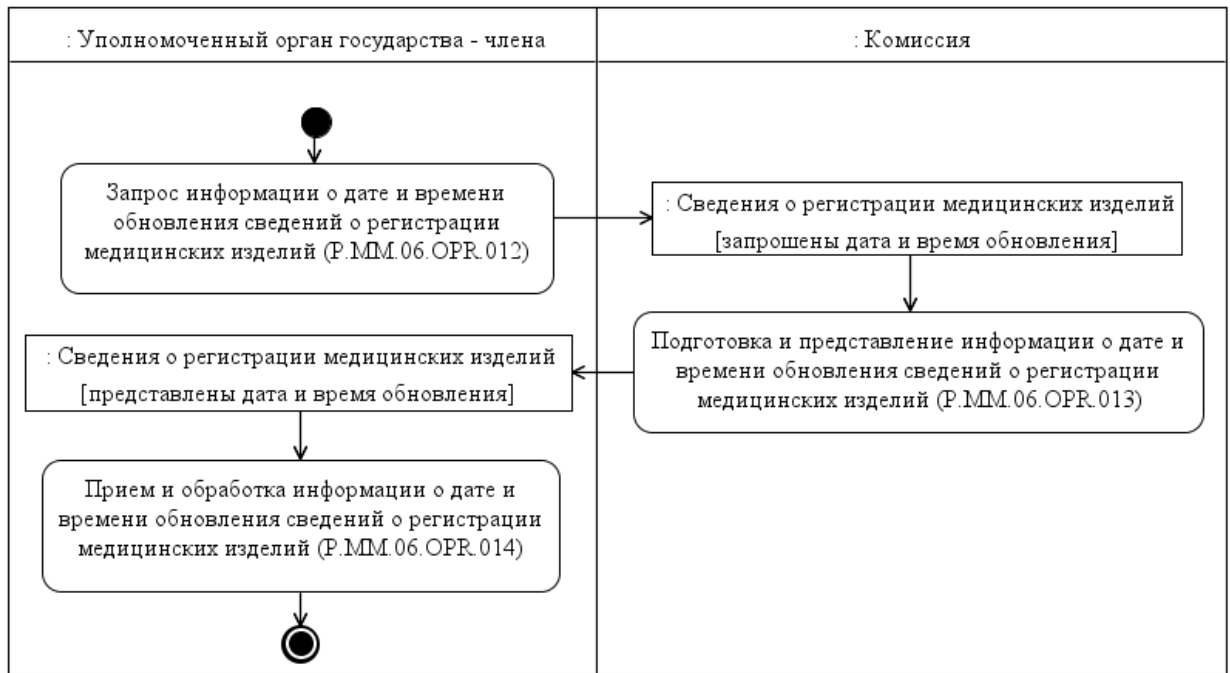 : Уполномоченный орган государства - члена
: Комиссия
Запрос информации о дате и времени
обновления сведений о регистрации
медицинских изделий (P.MM.06.OPR.012)
: Сведения о регистрации медицинских изделий
[запрошены дата и время обновления]
Подготовка и представление информации о дате и
времени обновления сведений о регистрации
медицинских изделий (P.MM.06.OPR.013)
: Сведения о регистрации медицинских изделий
[представлены дата и время обновления]
Прием и обработка информации о дате и
времени обновления сведений о регистрации
медицинских изделий (P.MM.06.OPR.014)